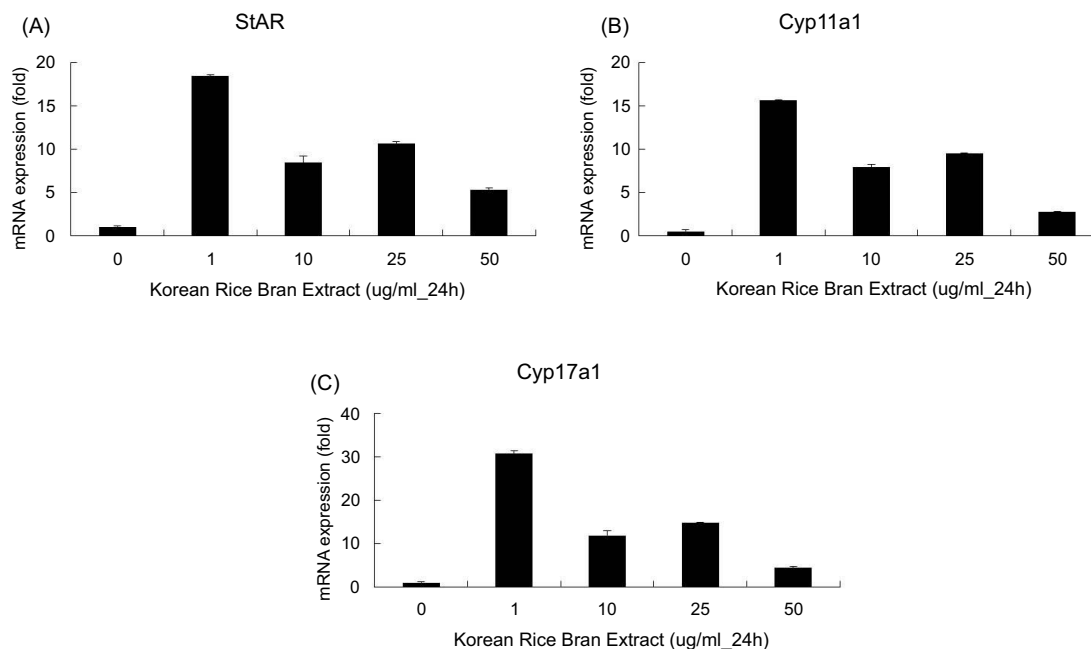 (A)
StAR
mRNA expression (fold)
20
15
10
5
0
0 1 10 25 50
Korean Rice Bran Extract (ug/ml_24h)
(B)
Cyp11a1
mRNA expression (fold)
20
15
10
5
0
0 1 10 25 50
Korean Rice Bran Extract (ug/ml_24h)
(C)
Cyp17a1
mRNA expression (fold)
40
30
20
10
0
0 1 10 25 50
Korean Rice Bran Extract (ug/ml_24h)